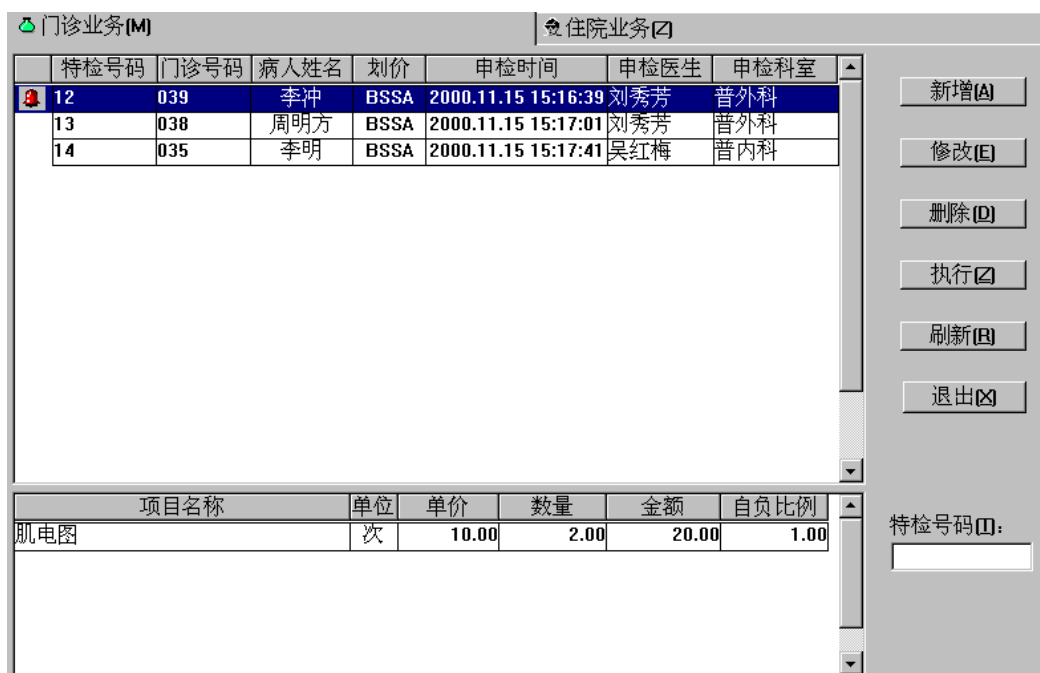 门诊业务(M) 住院业务(Z)
特检号码 门诊号码 病人姓名 划价 申检时间 申检医生 申检科室
12 039 李冲 BSSA 2000.11.15 15:16:39 刘秀芳 普外科
13 038 周明方 BSSA 2000.11.15 15:17:01 刘秀芳 普外科
14 035 李明 BSSA 2000.11.15 15:17:41 吴红梅 普内科
新增(A)
修改(E)
删除(D)
执行(Z)
刷新(R)
退出(X)
项目名称 单位 单价 数量 金额 自负比例
肌电图 次 10.00 2.00 20.00 1.00
特检号码(T):